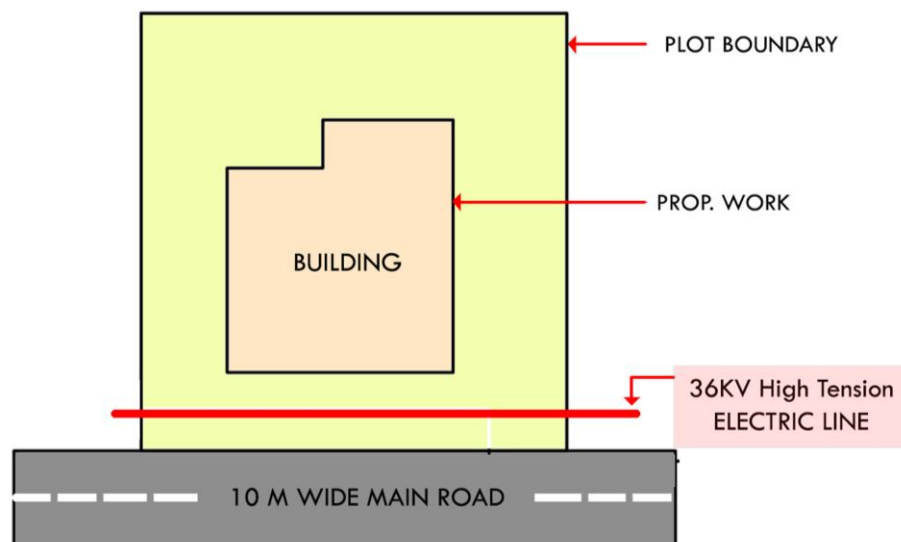 PLOT BOUNDARY
PROP. WORK
BUILDING
36KV High Tension
ELECTRIC LINE
10 M WIDE MAIN ROAD